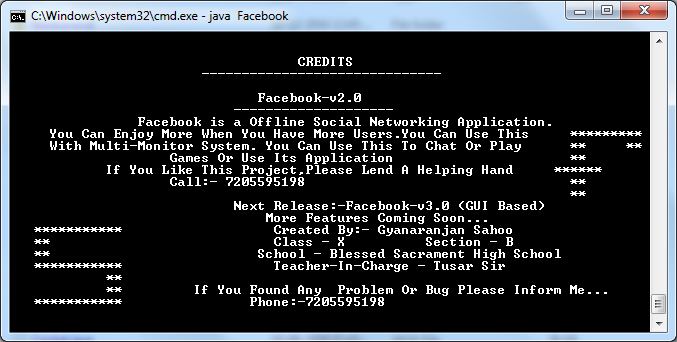 C:\Windows\system32\cmd.exe - java  Facebook
CREDITS
------------------------------
Facebook-v2.0
--------------------
Facebook is a Offline Social Networking Application.
You Can Enjoy More When You Have More Users.You Can Use This     *********
With Multi-Monitor System. You Can Use This To Chat Or Play      **     **
Games Or Use Its Application                      **
If You Like This Project,Please Lend A Helping Hand     ******
Call:- 7205595198                                 **
**
Next Release:-Facebook-v3.0 (GUI Based)
More Features Coming Soon...
***********                   Created By:- Gyanaranjan Sahoo
**                            Class - X          Section - B
**                          School - Blessed Sacrament High School
***********                   Teacher-In-Charge - Tusar Sir
**
**         If You Found Any  Problem Or Bug Please Inform Me...
***********                Phone:-7205595198